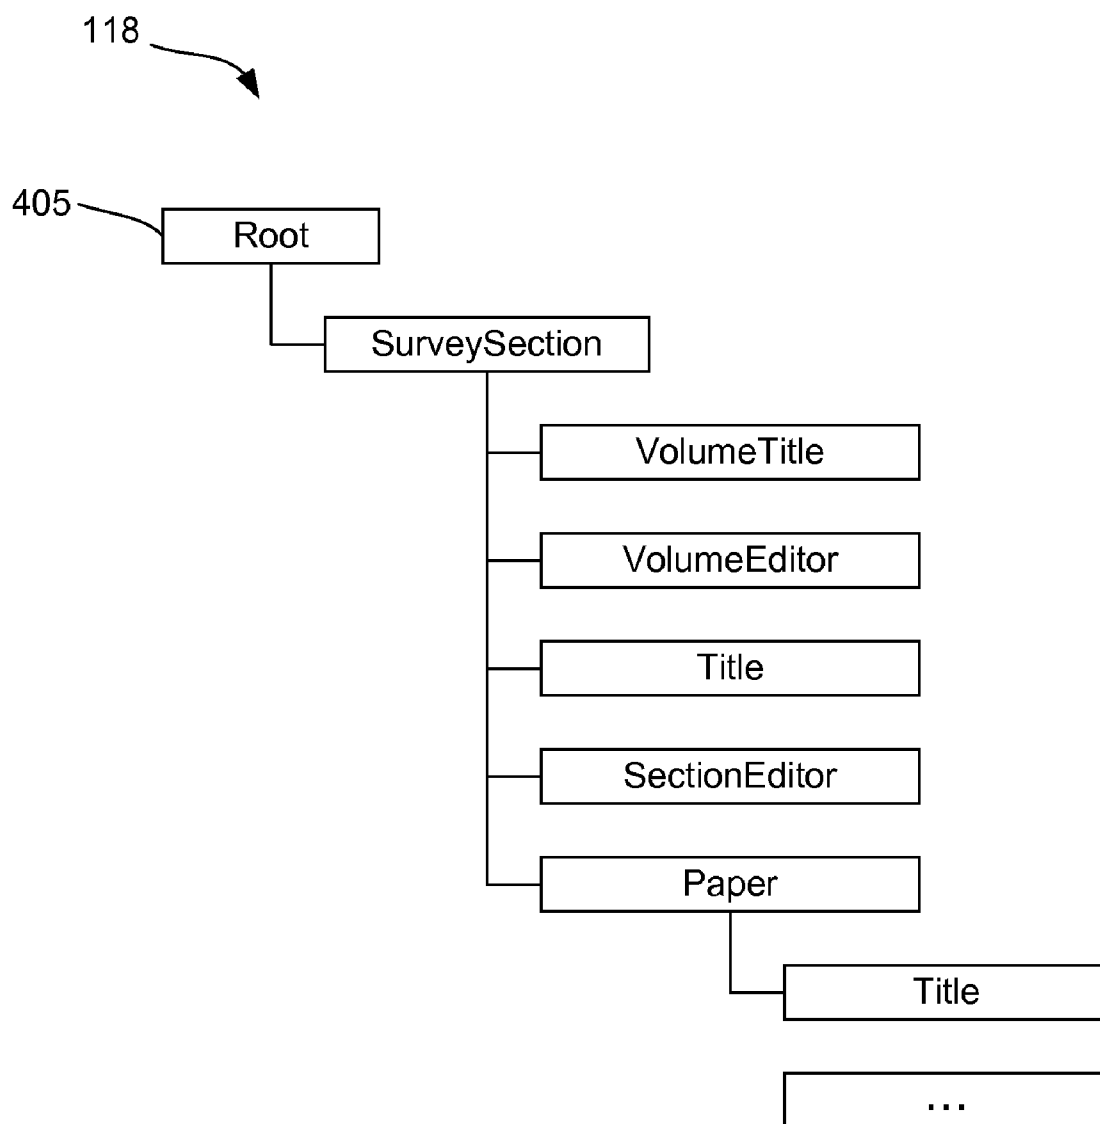 118
405
Root
SurveySection
VolumeTitle
VolumeEditor
Title
SectionEditor
Paper
Title
...